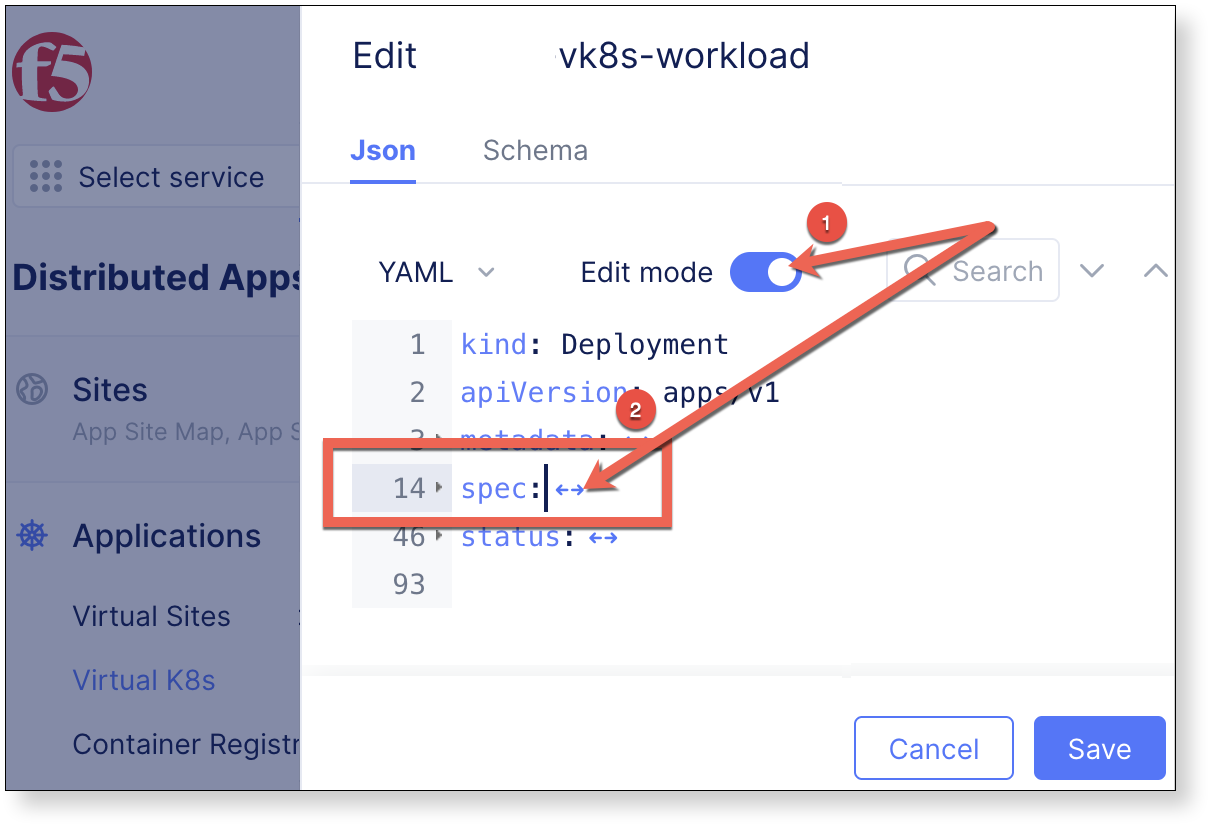 f5
Edit vk8s-workload
Json Schema
Select service
1
Distributed Apps
YAML Edit mode Search
1 kind: Deployment
2 apiVersion: apps/v1
2
3 metadata:
14 spec:
46 status:
93
Sites
App Site Map, App S
Applications
Virtual Sites
Virtual K8s
Container Registr
Cancel Save